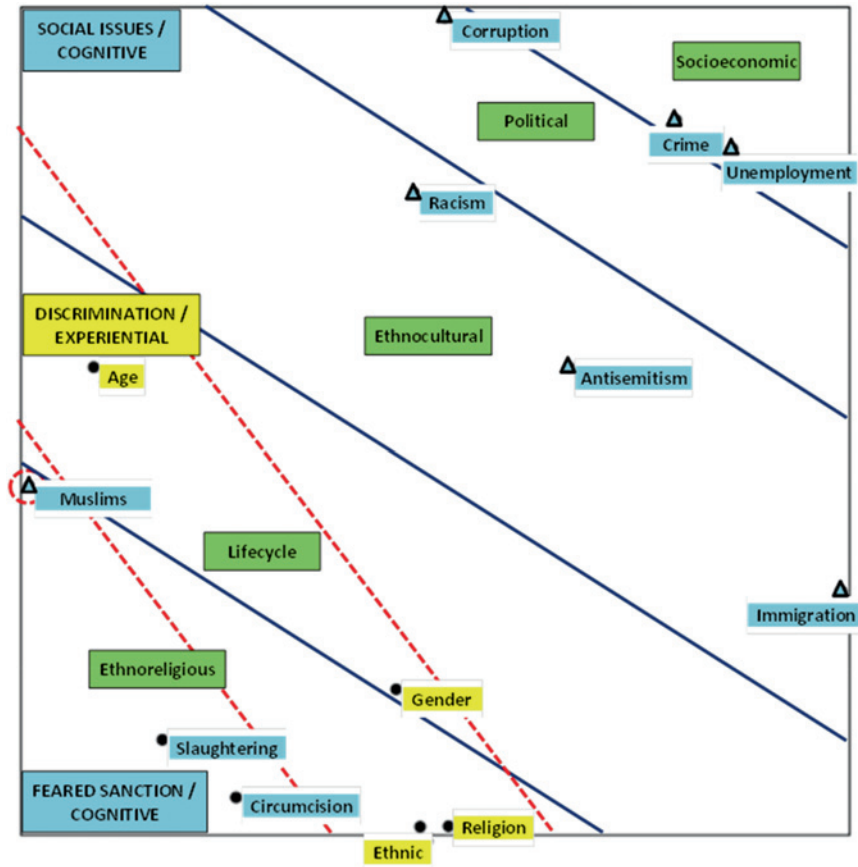 SOCIAL ISSUES /
COGNITIVE
Corruption
Socioeconomic
Political
Crime
Unemployment
Racism
DISCRIMINATION /
EXPERIENTIAL
Ethnocultural
Age
Antisemitism
Muslims
Lifecycle
Immigration
Ethnoreligious
Gender
Slaughtering
FEARED SANCTION /
COGNITIVE
Circumcision
Religion
Ethnic